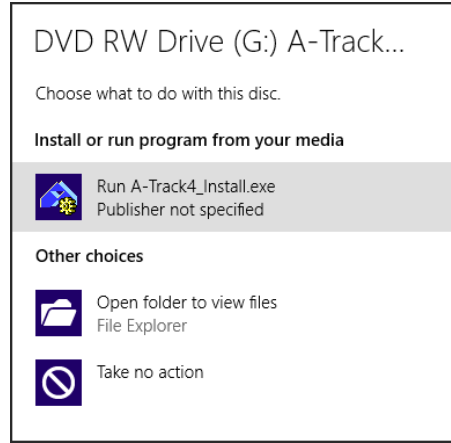 DVD RW Drive (G:) A-Track...
Choose what to do with this disc.
Install or run program from your media
Run A-Track4_Install.exe
Publisher not specified
Other choices
Open folder to view files
File Explorer
Take no action